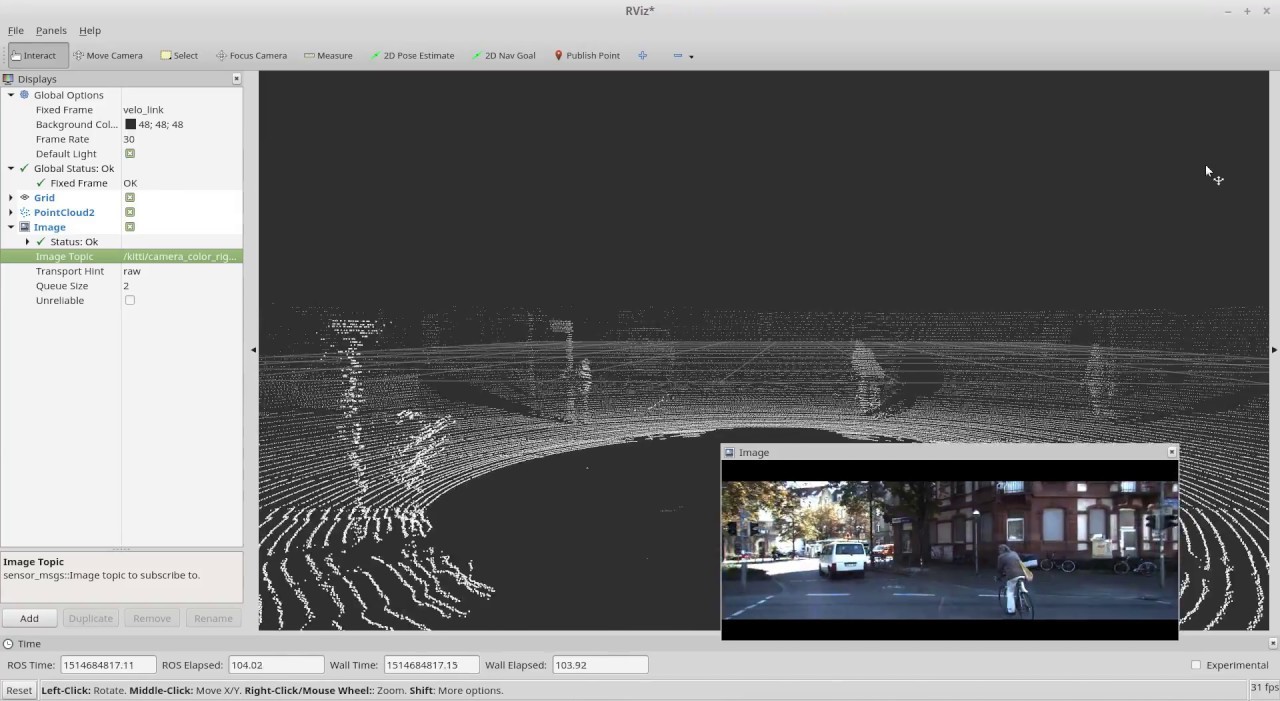 RViz*
File Panels Help
Interact Move Camera Select Focus Camera Measure 2D Pose Estimate 2D Nav Goal Publish Point
Displays
Global Options
Fixed Frame velo_link
Background Col... 48; 48; 48
Frame Rate 30
Default Light
Global Status: Ok
Fixed Frame OK
Grid
PointCloud2
Image
Status: Ok
Image Topic /kitti/camera_color_rig...
Transport Hint raw
Queue Size 2
Unreliable
Image
Image Topic
sensor_msgs::Image topic to subscribe to.
Add Duplicate Remove Rename
Time
ROS Time: 1514684817.11 ROS Elapsed: 104.02 Wall Time: 1514684817.15 Wall Elapsed: 103.92 Experimental
Reset Left-Click: Rotate. Middle-Click: Move X/Y. Right-Click/Mouse Wheel:: Zoom. Shift: More options. 31 fps